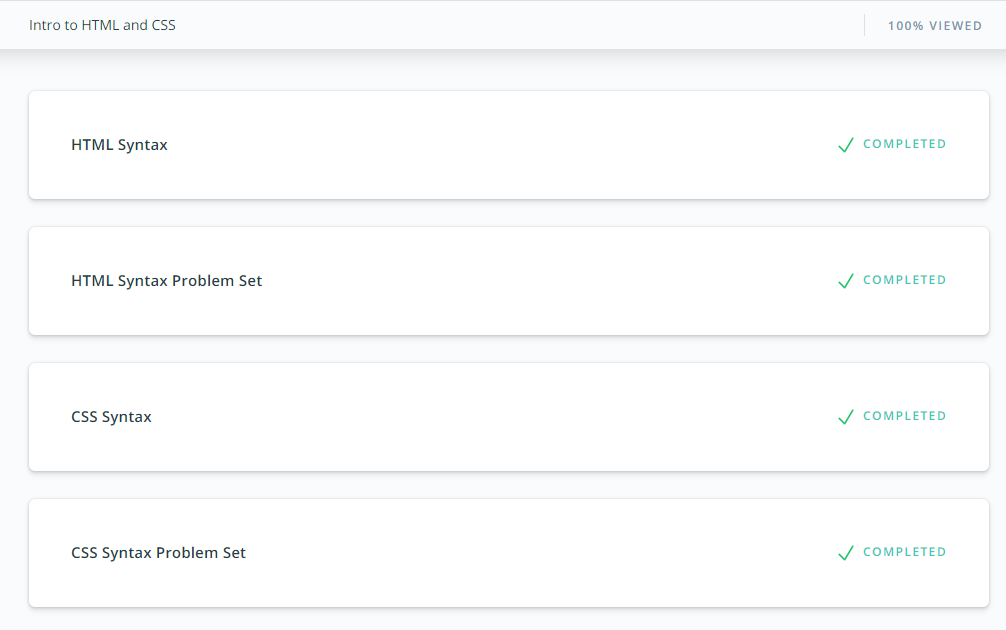 Intro to HTML and CSS
100% VIEWED
HTML Syntax
COMPLETED
HTML Syntax Problem Set
COMPLETED
CSS Syntax
COMPLETED
CSS Syntax Problem Set
COMPLETED